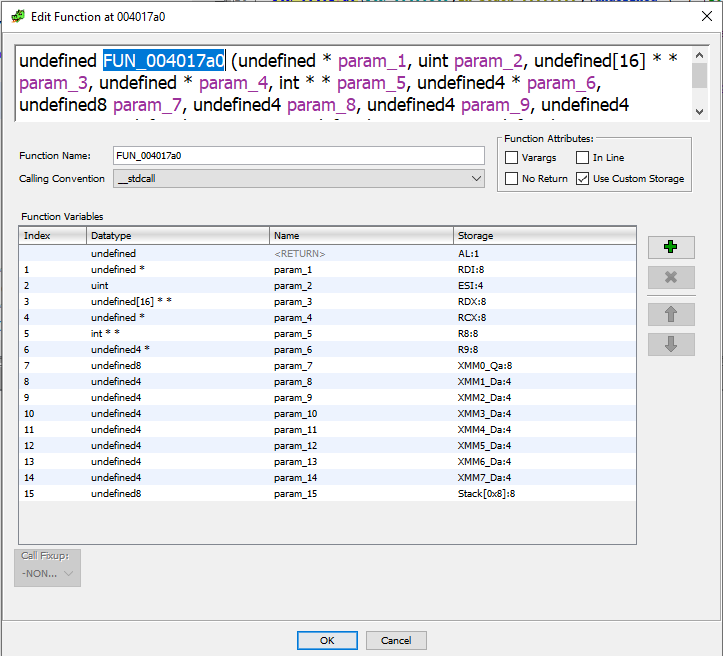 Edit Function at 004017a0
undefined FUN_004017a0 (undefined * param_1, uint param_2, undefined[16] * *
param_3, undefined * param_4, int * * param_5, undefined4 * param_6,
undefined8 param_7, undefined4 param_8, undefined4 param_9, undefined4
Function Name: FUN_004017a0
Calling Convention __stdcall
Function Attributes:
Varargs In Line
No Return Use Custom Storage
Function Variables
Index Datatype Name Storage
undefined <RETURN> AL:1
1 undefined * param_1 RDI:8
2 uint param_2 ESI:4
3 undefined[16] * * param_3 RDX:8
4 undefined * param_4 RCX:8
5 int * * param_5 R8:8
6 undefined4 * param_6 R9:8
7 undefined8 param_7 XMM0_Qa:8
8 undefined4 param_8 XMM1_Da:4
9 undefined4 param_9 XMM2_Da:4
10 undefined4 param_10 XMM3_Da:4
11 undefined4 param_11 XMM4_Da:4
12 undefined4 param_12 XMM5_Da:4
13 undefined4 param_13 XMM6_Da:4
14 undefined4 param_14 XMM7_Da:4
15 undefined8 param_15 Stack[0x8]:8
Call Fixup:
-NON...
OK Cancel